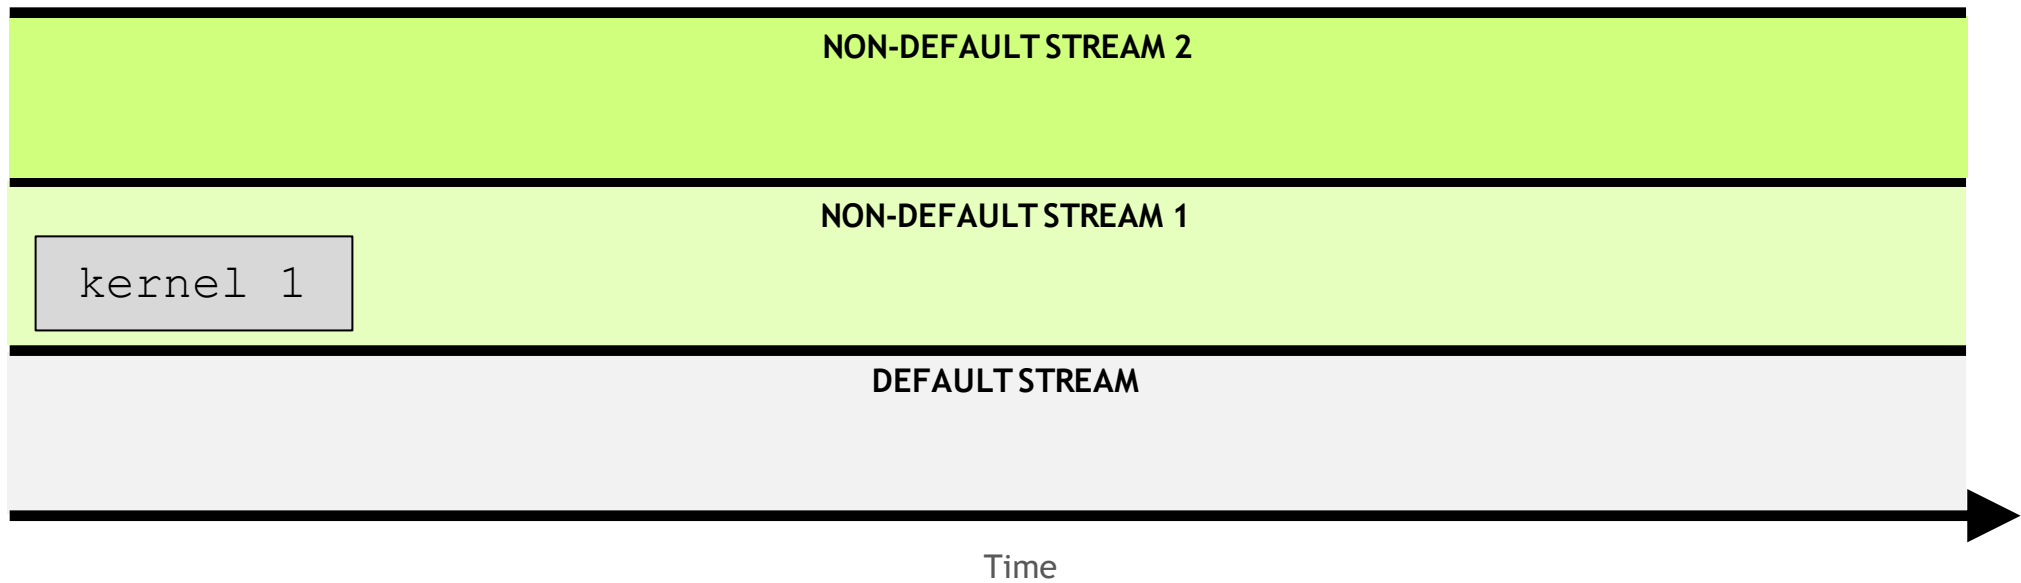 NON-DEFAULT STREAM 2
NON-DEFAULT STREAM 1
kernel 1
DEFAULT STREAM
Time